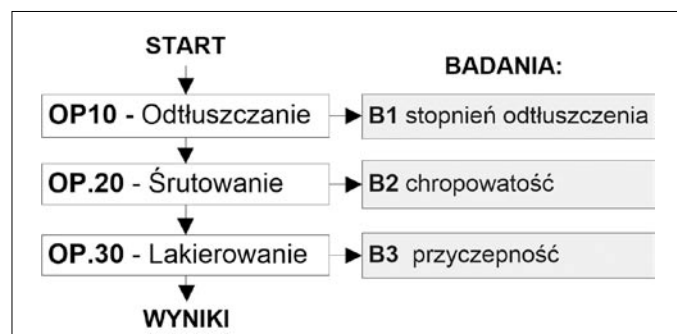 START
BADANIA:
OP10 - Odtłuszczanie
B1 stopnień odtłuszczenia
OP.20 - Śrutowanie
B2 chropowatość
OP.30 - Lakierowanie
B3 przyczepność
WYNIKI